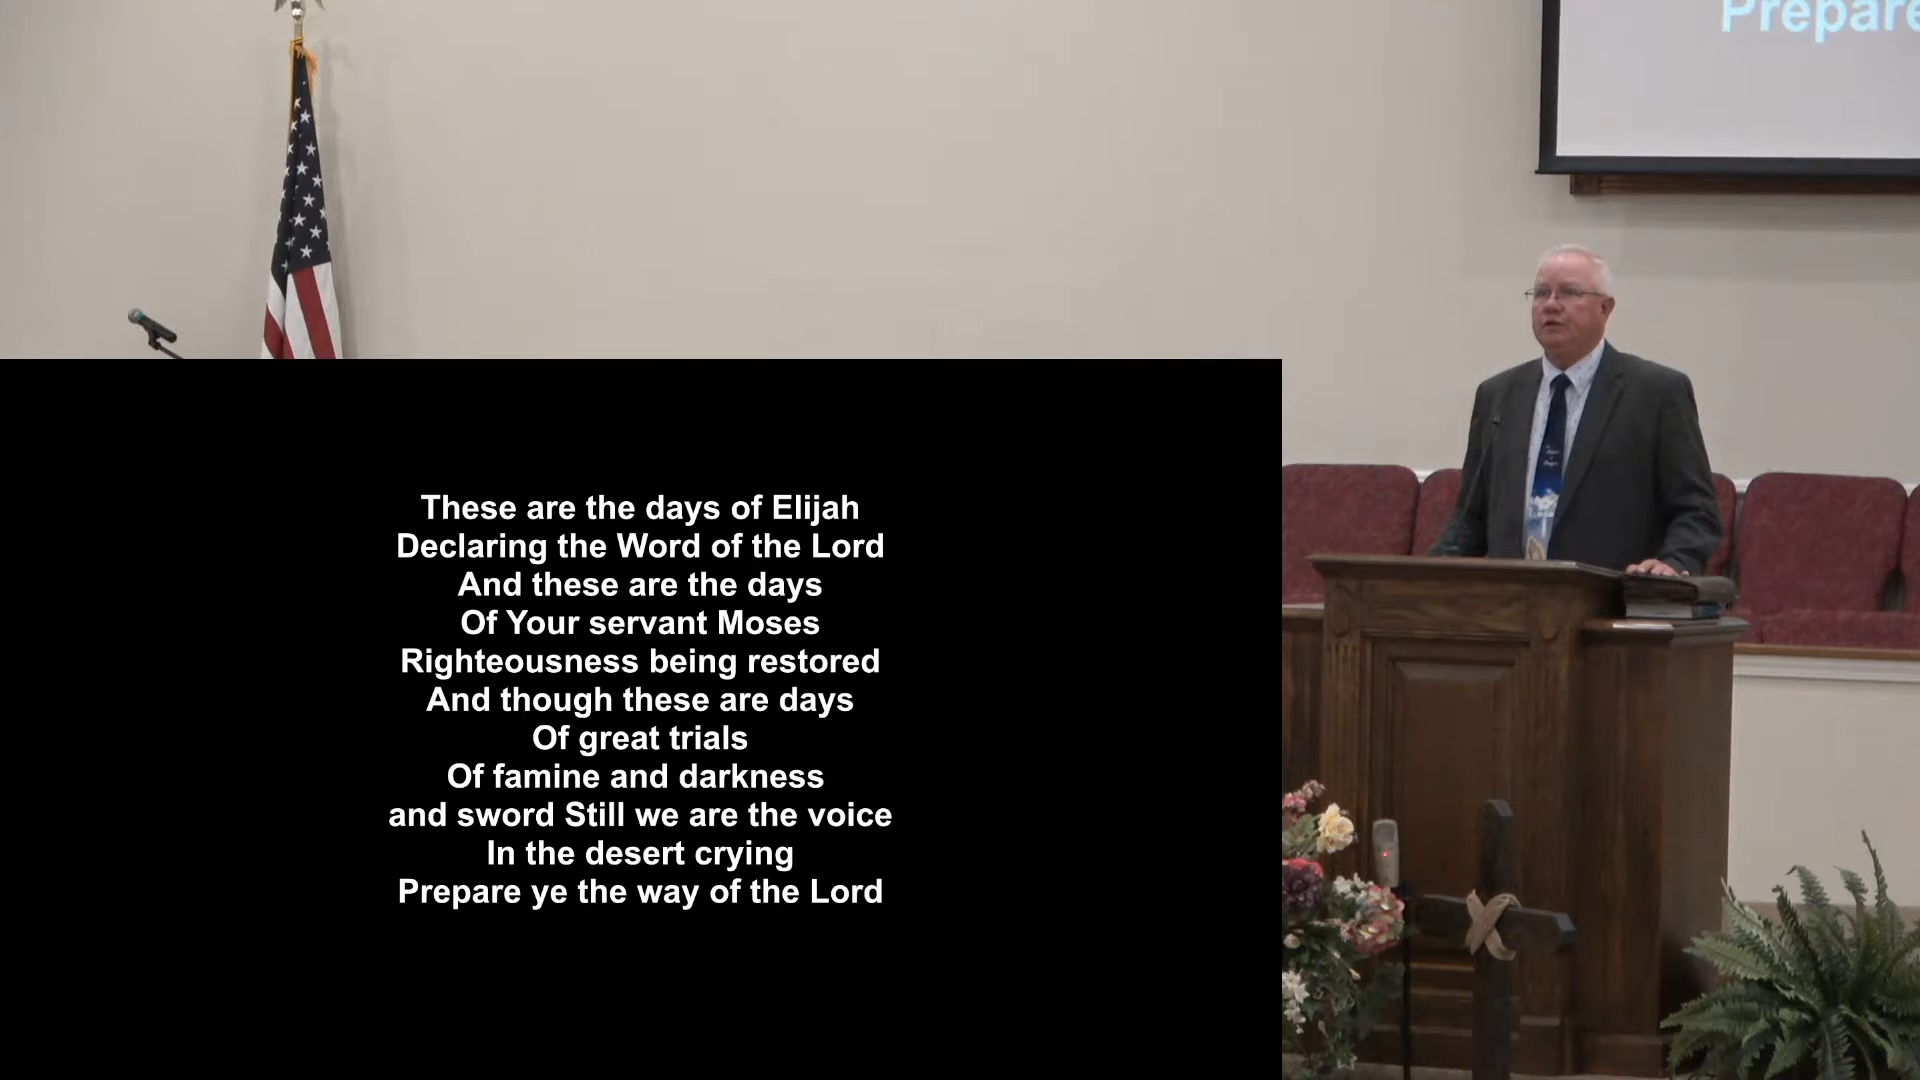 Prepare
These are the days of Elijah
Declaring the Word of the Lord
And these are the days
Of Your servant Moses
Righteousness being restored
And though these are days
Of great trials
Of famine and darkness
and sword Still we are the voice
In the desert crying
Prepare ye the way of the Lord